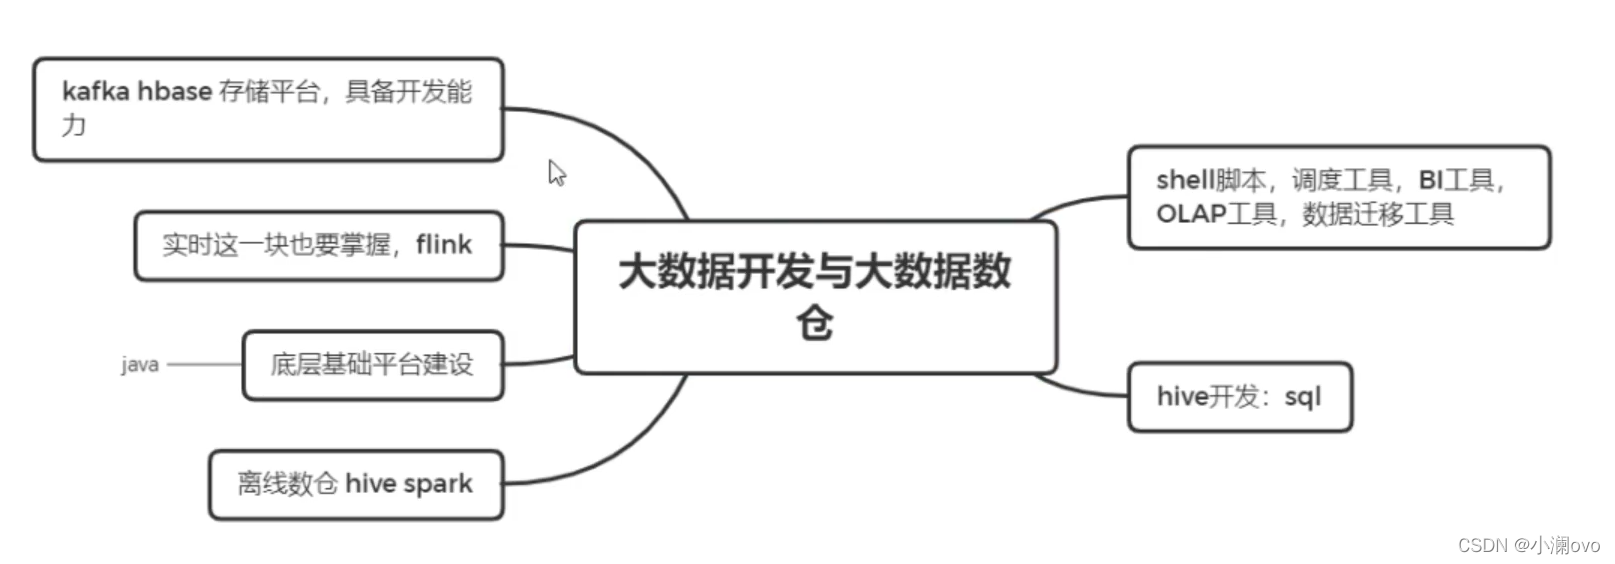 kafka hbase 存储平台，具备开发能
力
实时这一块也要掌握，flink
java
底层基础平台建设
离线数仓 hive spark
大数据开发与大数据数
仓
shell脚本，调度工具，BI工具，
OLAP工具，数据迁移工具
hive开发：sql
CSDN @小澜ovo